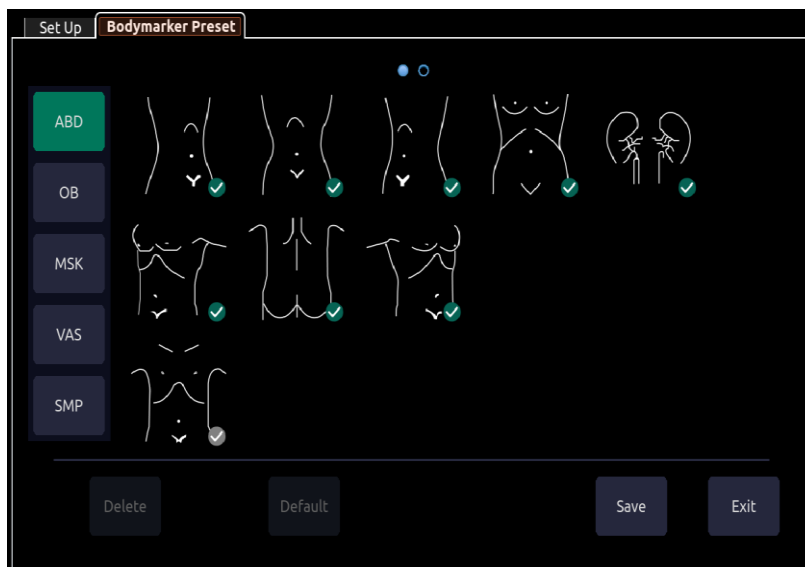 Set Up
Bodymarker Preset
ABD
OB
MSK
VAS
SMP
Delete
Default
Save
Exit